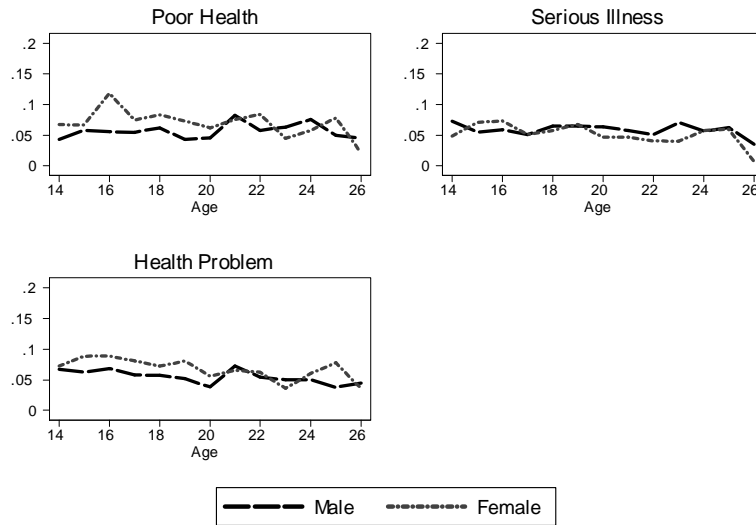 Poor Health
.2
.15
.1
.05
0
14 16 18 20 22 24 26
Age
Serious Illness
.2
.15
.1
.05
0
14 16 18 20 22 24 26
Age
Health Problem
.2
.15
.1
.05
0
14 16 18 20 22 24 26
Age
Male Female